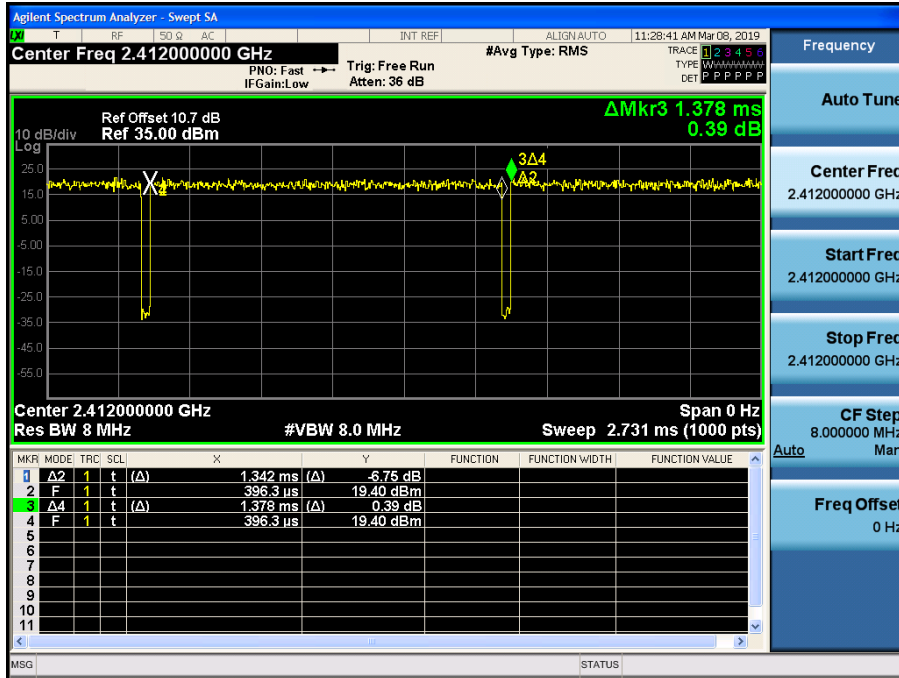 Agilent Spectrum Analyzer - Swept SA
LXI T RF 50 Ω AC INT REF ALIGN AUTO 11:28:41 AM Mar 08, 2019
Center Freq 2.412000000 GHz #Avg Type: RMS TRACE 1 2 3 4 5 6
PNO: Fast Trig: Free Run TYPE WWWWWW
IFGain:Low Atten: 36 dB DET P P P P P P
Frequency
Auto Tune
Center Freq
2.412000000 GHz
Start Freq
2.412000000 GHz
Stop Freq
2.412000000 GHz
CF Step
8.000000 MHz
Auto Man
Freq Offset
0 Hz
ΔMkr3 1.378 ms
0.39 dB
Ref Offset 10.7 dB
10 dB/div Ref 35.00 dBm
Log
25.0
15.0
5.00
-5.00
-15.0
-25.0
-35.0
-45.0
-55.0
3Δ4
Δ2
4
Center 2.412000000 GHz Span 0 Hz
Res BW 8 MHz #VBW 8.0 MHz Sweep 2.731 ms (1000 pts)
MKR MODE TRC SCL X Y FUNCTION FUNCTION WIDTH FUNCTION VALUE
1 Δ2 1 t (Δ) 1.342 ms (Δ) -6.75 dB
2 F 1 t 396.3 µs 19.40 dBm
3 Δ4 1 t (Δ) 1.378 ms (Δ) 0.39 dB
4 F 1 t 396.3 µs 19.40 dBm
5
6
7
8
9
10
11
MSG STATUS